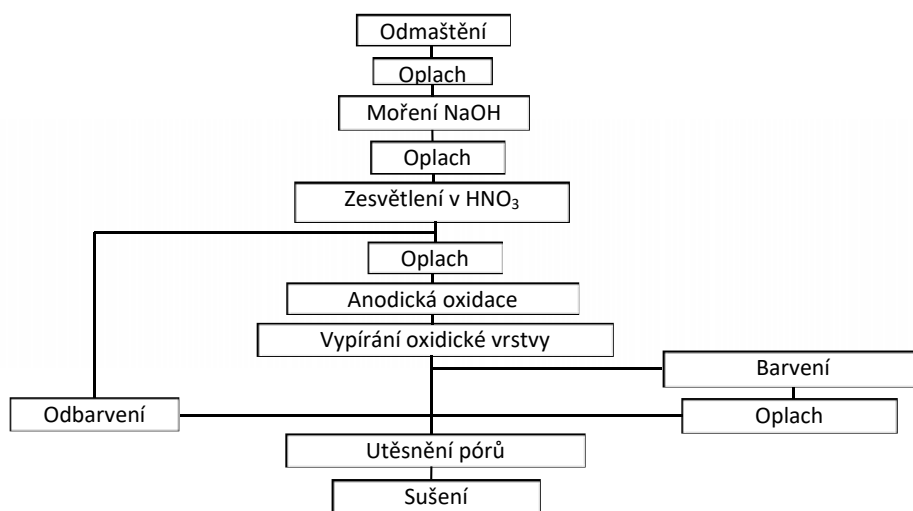 Odmaštění
Oplach
Moření NaOH
Oplach
Zesvětlení v HNO₃
Oplach
Anodická oxidace
Vypírání oxidické vrstvy
Barvení
Odbarvení
Oplach
Utěsnění pórů
Sušení